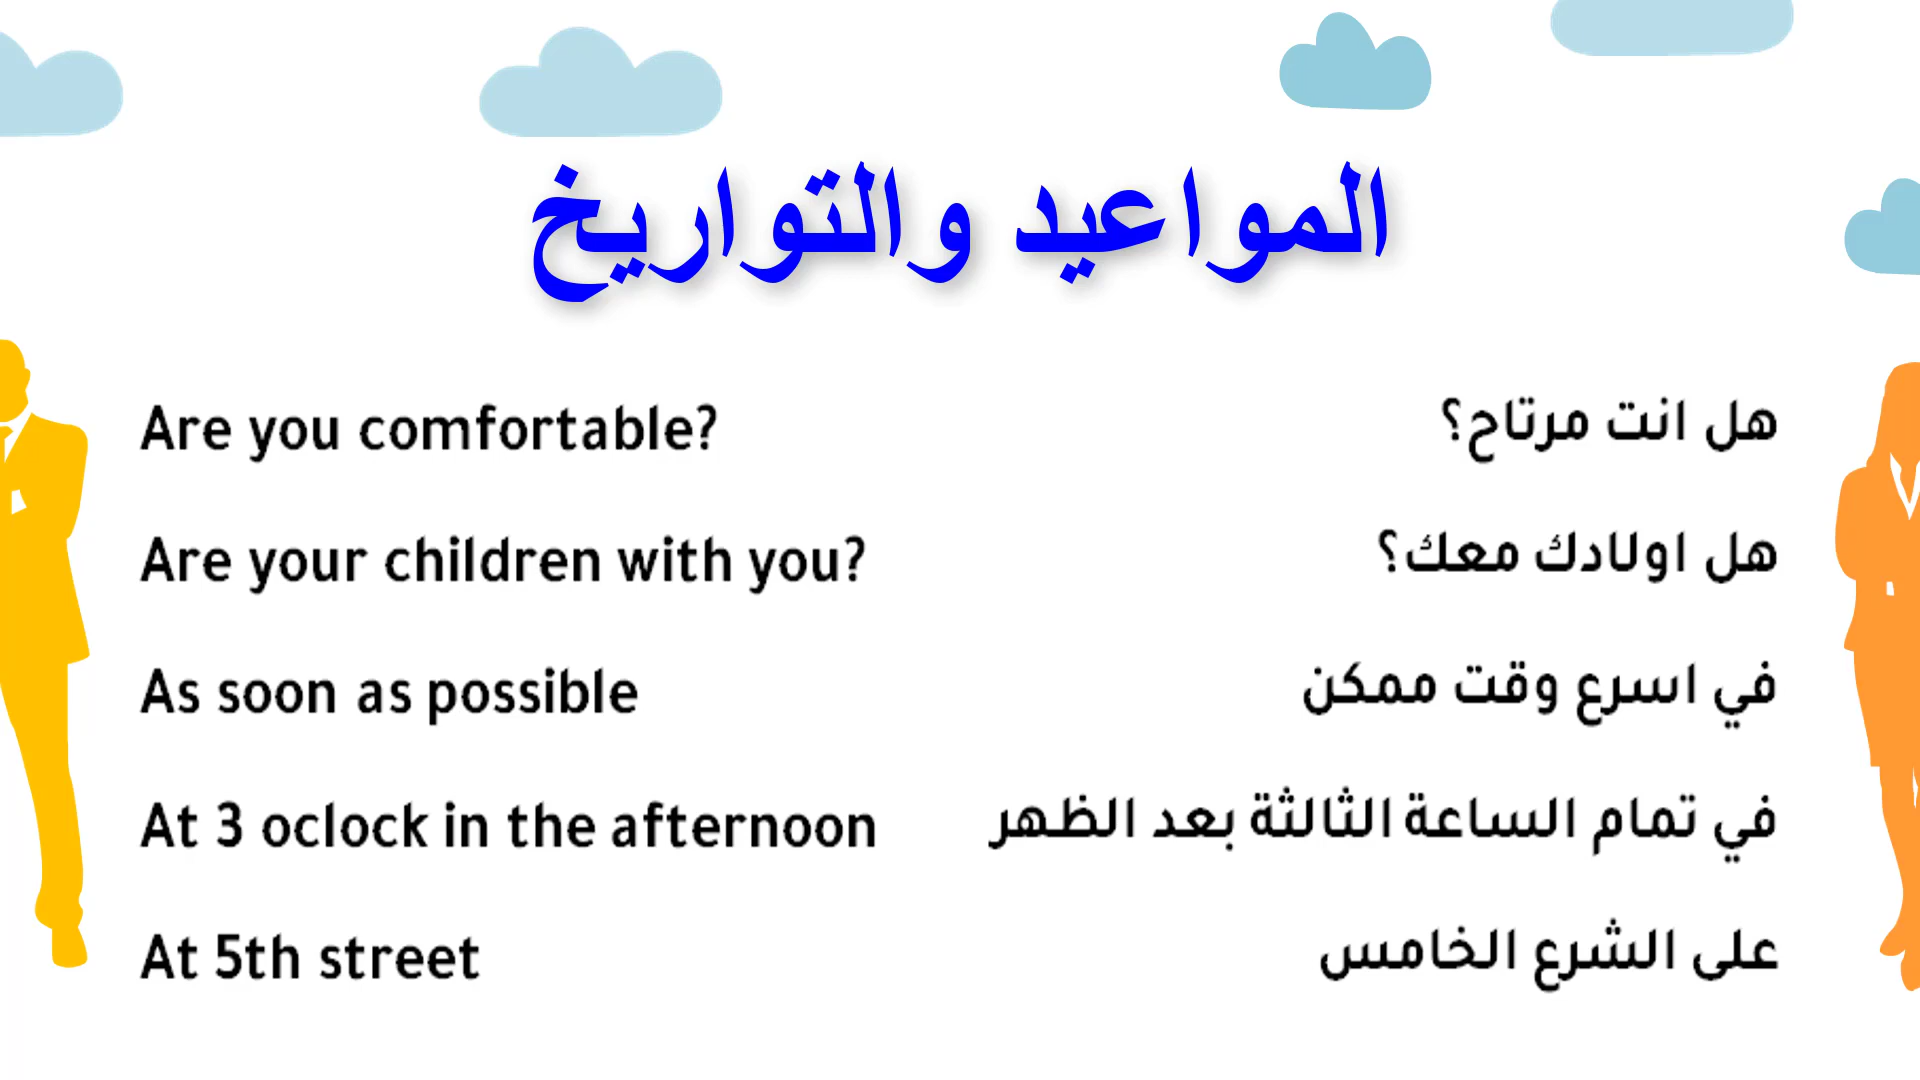 المواعيد والتواريخ
Are you comfortable? هل انت مرتاح؟
Are your children with you? هل اولادك معك؟
As soon as possible في اسرع وقت ممكن
At 3 oclock in the afternoon في تمام الساعة الثالثة بعد الظهر
At 5th street على الشرع الخامس